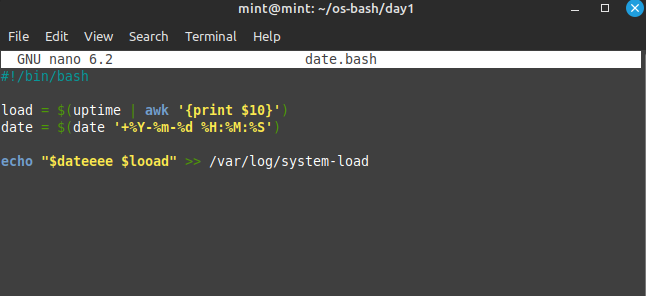 mint@mint: ~/os-bash/day1
File Edit View Search Terminal Help
GNU nano 6.2 date.bash
#!/bin/bash
load = $(uptime | awk '{print $10}')
date = $(date '+%Y-%m-%d %H:%M:%S')
echo "$dateeee $looad" >> /var/log/system-load